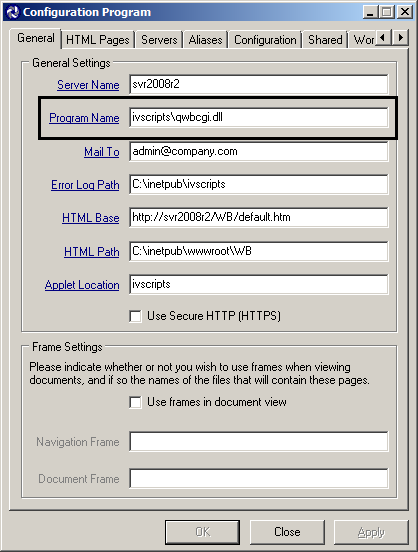 Configuration Program
General HTML Pages Servers Aliases Configuration Shared Wor
General Settings
Server Name svr2008r2
Program Name ivscripts\qwbcgi.dll
Mail To admin@company.com
Error Log Path C:\inetpub\ivscripts
HTML Base http://svr2008r2/WB/default.htm
HTML Path C:\inetpub\wwwroot\WB
Applet Location ivscripts
Use Secure HTTP (HTTPS)
Frame Settings
Please indicate whether or not you wish to use frames when viewing
documents, and if so the names of the files that will contain these pages.
Use frames in document view
Navigation Frame
Document Frame
OK Close Apply